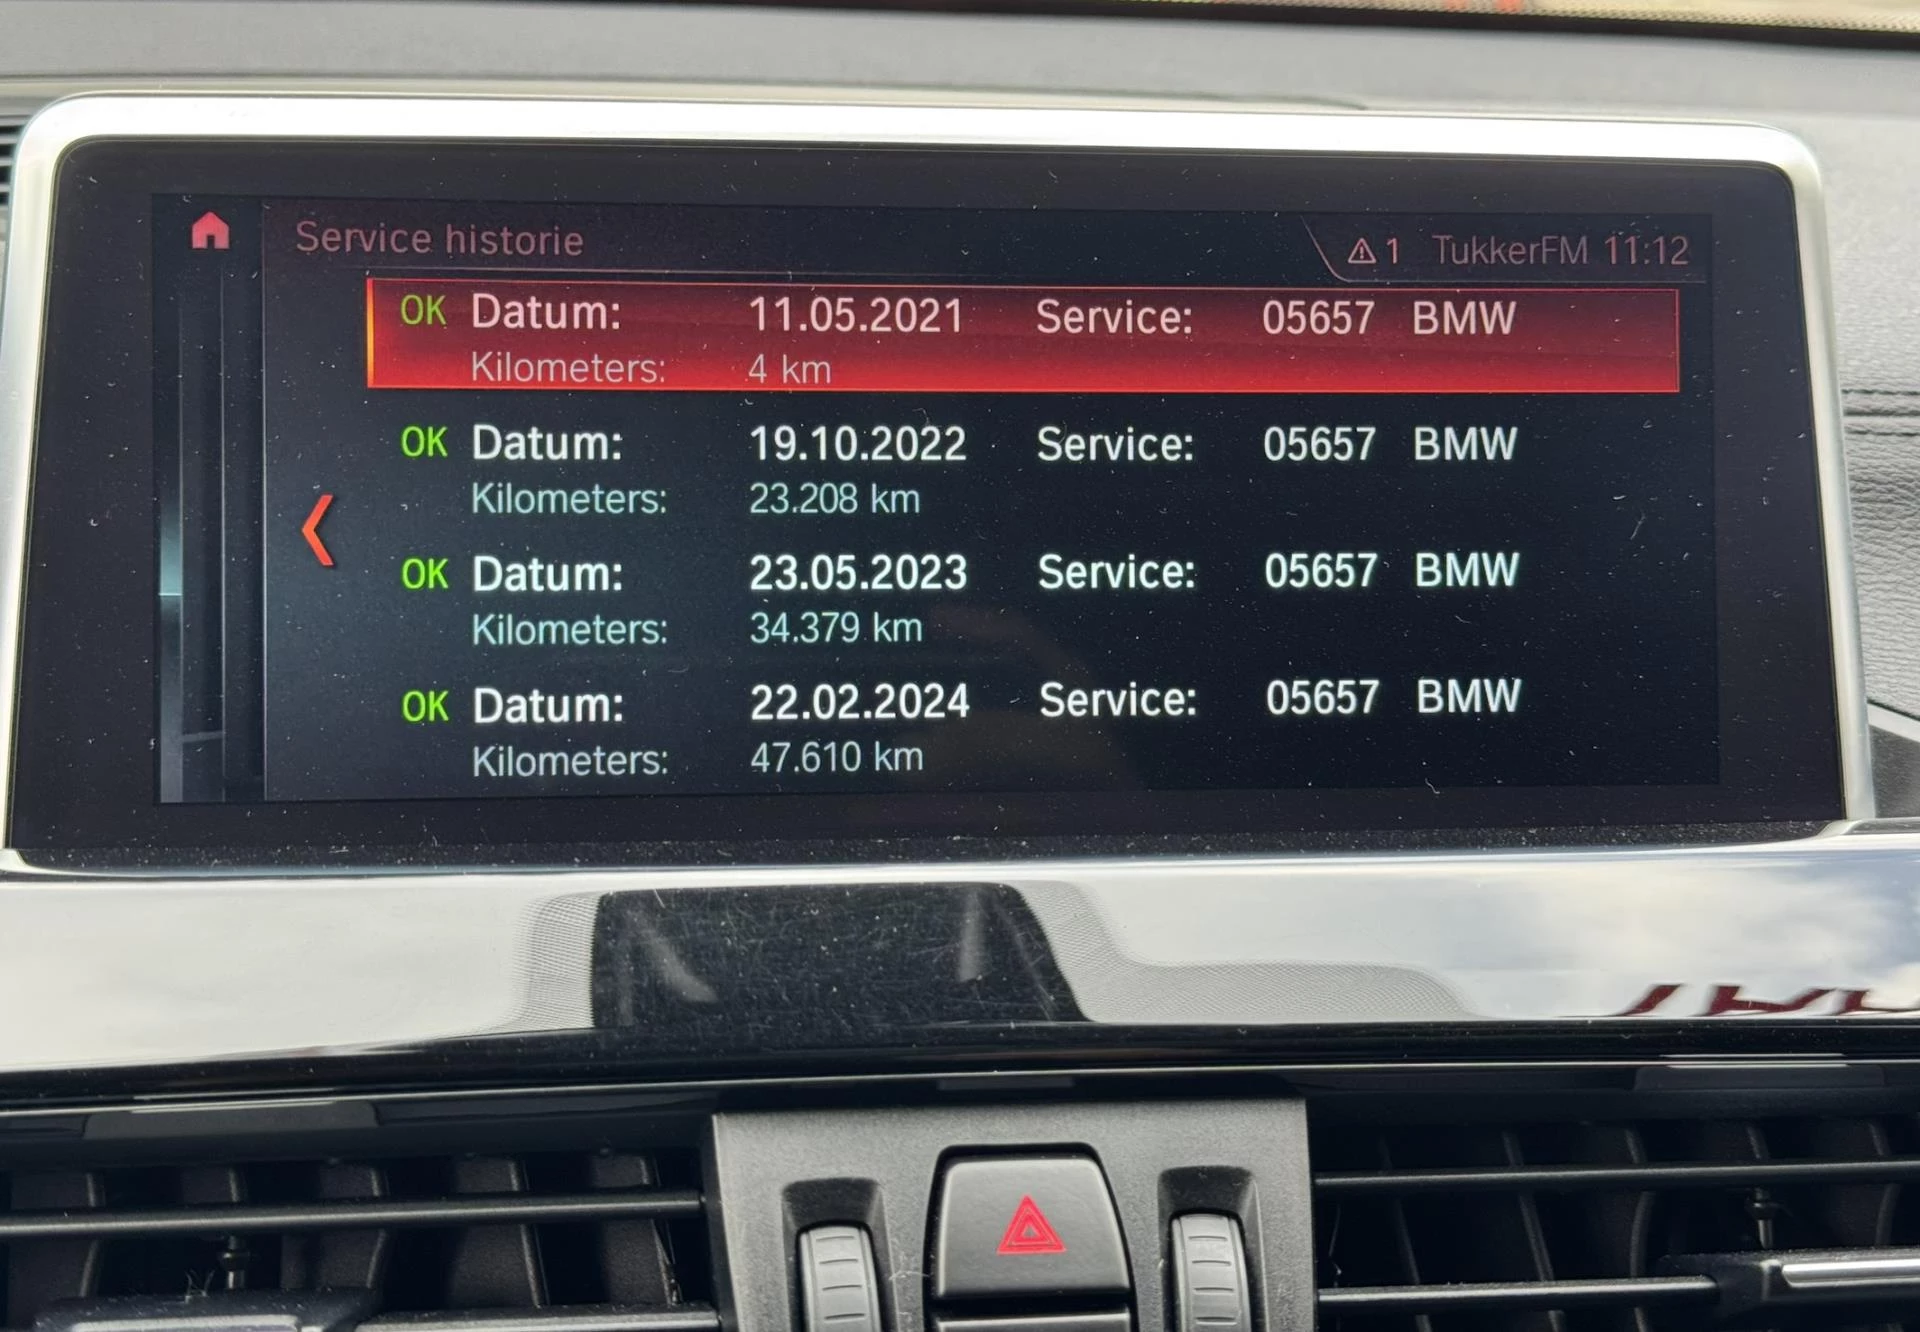 Service historie
1 TukkerFM 11:12
OK Datum: 11.05.2021 Service: 05657 BMW
Kilometers: 4 km
OK Datum: 19.10.2022 Service: 05657 BMW
Kilometers: 23.208 km
OK Datum: 23.05.2023 Service: 05657 BMW
Kilometers: 34.379 km
OK Datum: 22.02.2024 Service: 05657 BMW
Kilometers: 47.610 km